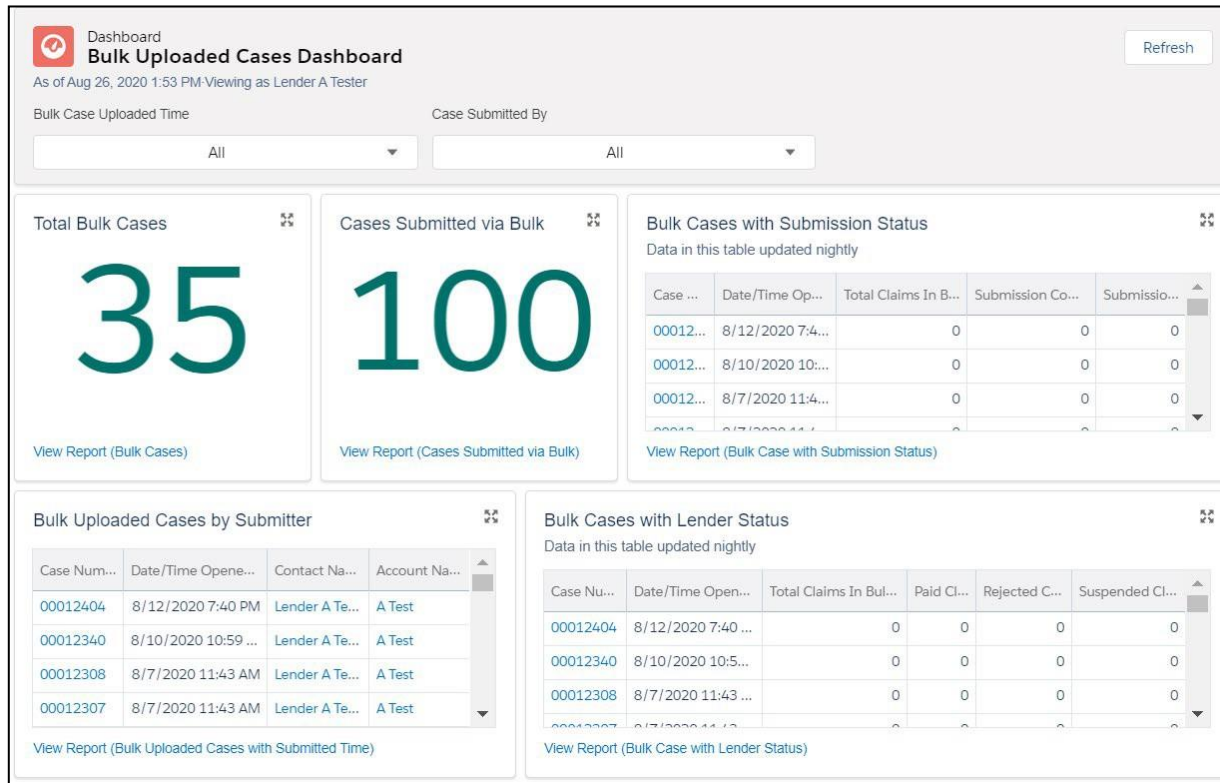 Dashboard
Bulk Uploaded Cases Dashboard
Refresh
As of Aug 26, 2020 1:53 PM·Viewing as Lender A Tester
Bulk Case Uploaded Time
Case Submitted By
All
All
Total Bulk Cases
35
View Report (Bulk Cases)
Cases Submitted via Bulk
100
View Report (Cases Submitted via Bulk)
Bulk Cases with Submission Status
Data in this table updated nightly
Case ... Date/Time Op... Total Claims In B... Submission Co... Submissio...
00012... 8/12/2020 7:4... 0 0 0
00012... 8/10/2020 10:... 0 0 0
00012... 8/7/2020 11:4... 0 0 0
View Report (Bulk Case with Submission Status)
Bulk Uploaded Cases by Submitter
Case Num... Date/Time Opene... Contact Na... Account Na...
00012404 8/12/2020 7:40 PM Lender A Te... A Test
00012340 8/10/2020 10:59 ... Lender A Te... A Test
00012308 8/7/2020 11:43 AM Lender A Te... A Test
00012307 8/7/2020 11:43 AM Lender A Te... A Test
View Report (Bulk Uploaded Cases with Submitted Time)
Bulk Cases with Lender Status
Data in this table updated nightly
Case Nu... Date/Time Open... Total Claims In Bul... Paid Cl... Rejected C... Suspended Cl...
00012404 8/12/2020 7:40 ... 0 0 0 0
00012340 8/10/2020 10:5... 0 0 0 0
00012308 8/7/2020 11:43 ... 0 0 0 0
View Report (Bulk Case with Lender Status)